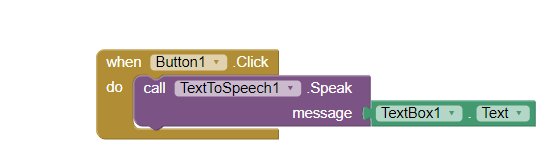 when Button1 .Click
do call TextToSpeech1 .Speak
message TextBox1 . Text